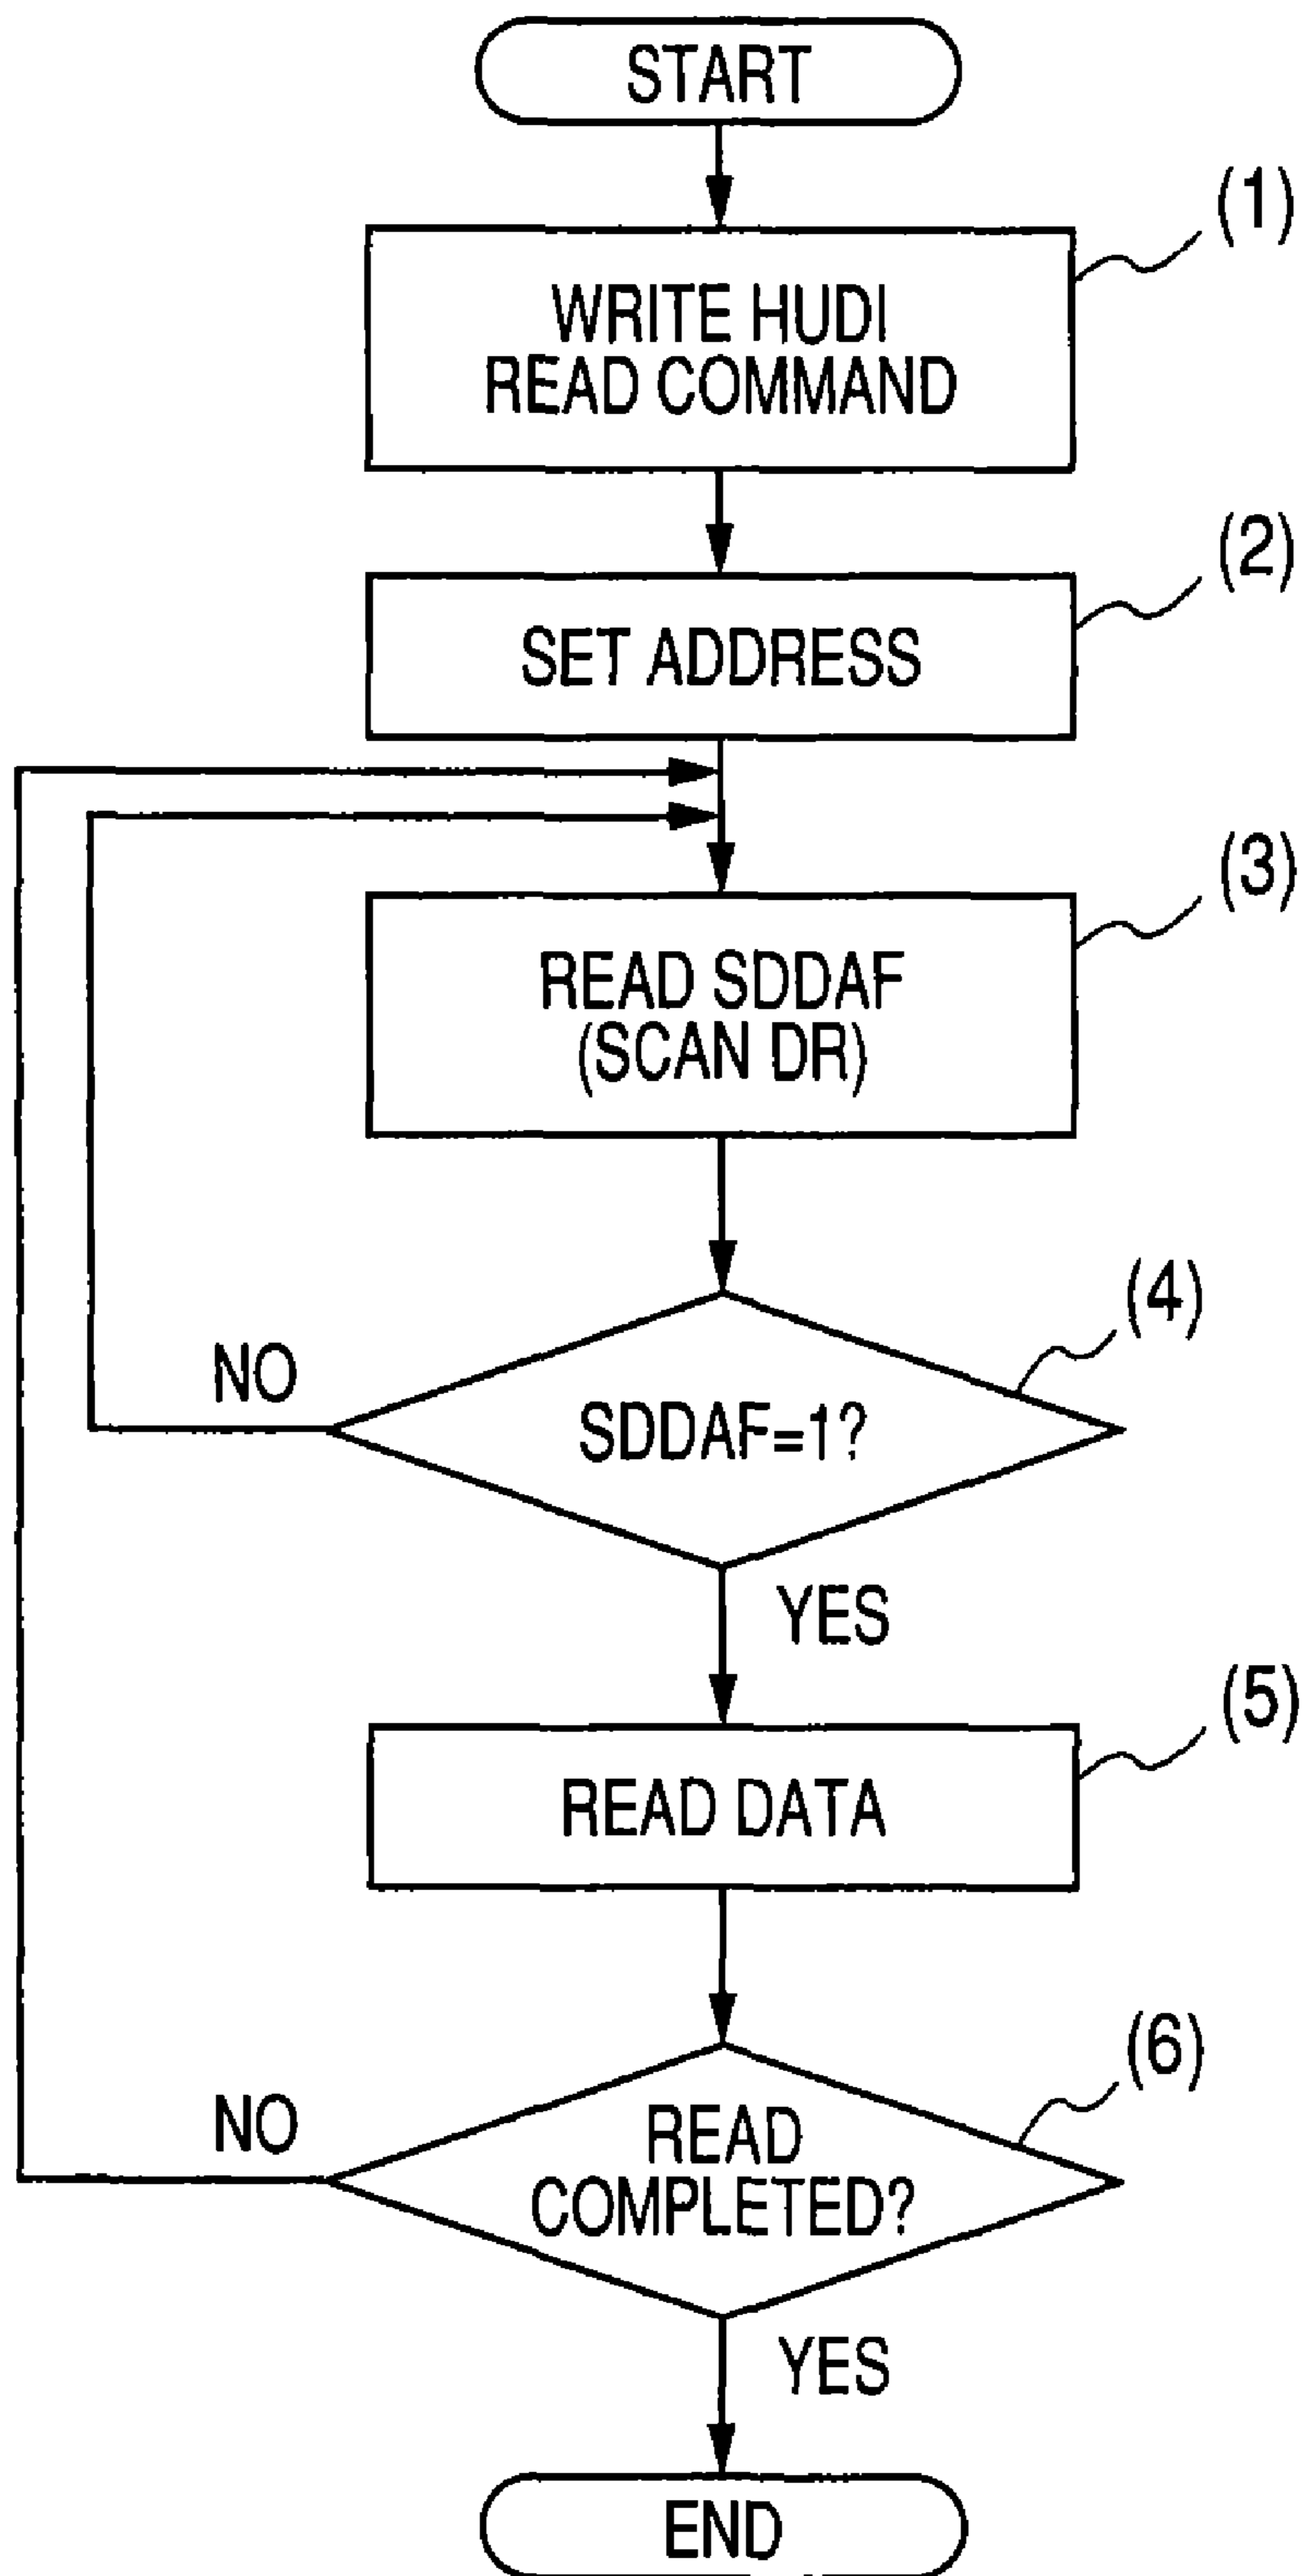 START
(1)
WRITE HUDI
READ COMMAND
(2)
SET ADDRESS
(3)
READ SDDAF
(SCAN DR)
(4)
NO
SDDAF=1?
YES
(5)
READ DATA
(6)
NO
READ
COMPLETED?
YES
END